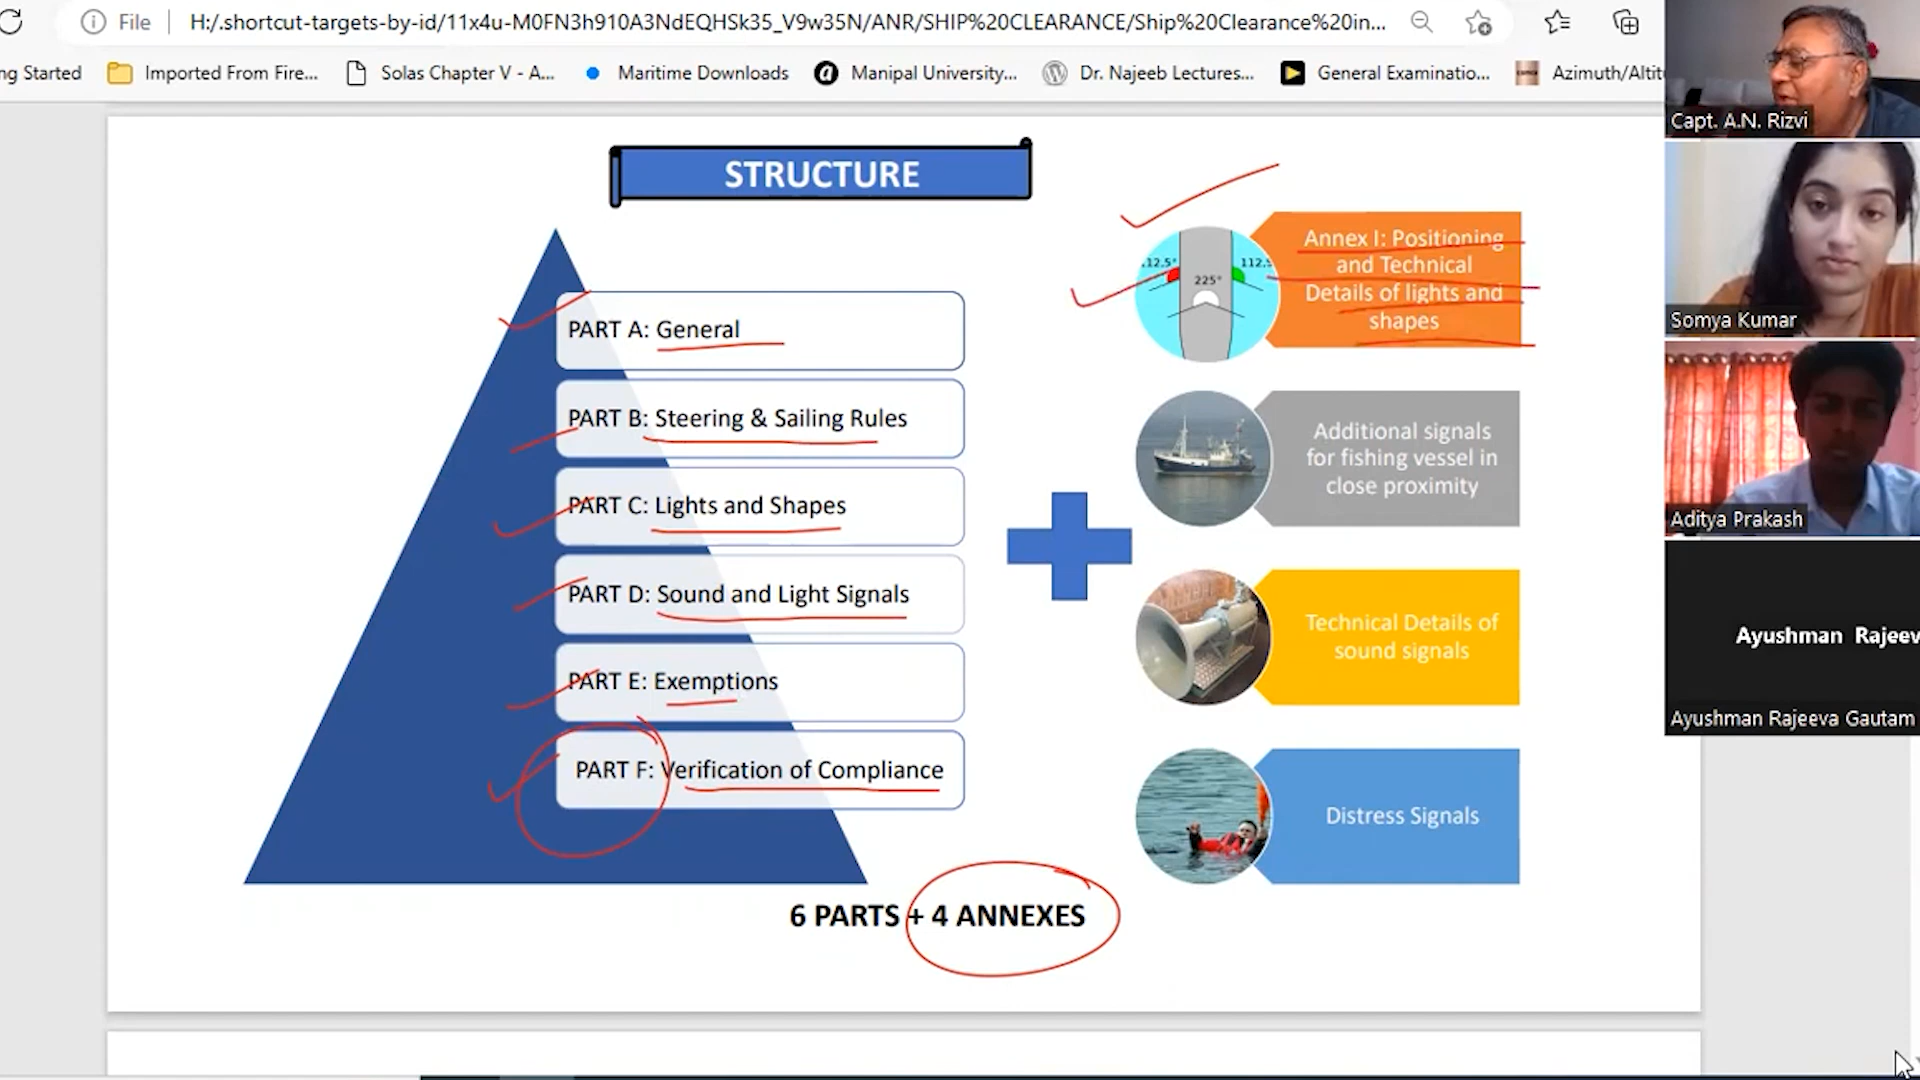 File
H:/.shortcut-targets-by-id/11x4u-M0FN3h910A3NdEQHSk35_V9w35N/ANR/SHIP%20CLEARANCE/Ship%20Clearance%20in...
ng Started
Imported From Fire...
Solas Chapter V - A...
Maritime Downloads
Manipal University...
Dr. Najeeb Lectures...
General Examinatio...
Azimuth/Altit
STRUCTURE
PART A: General
PART B: Steering & Sailing Rules
PART C: Lights and Shapes
PART D: Sound and Light Signals
PART E: Exemptions
PART F: Verification of Compliance
6 PARTS + 4 ANNEXES
.12.5°
112.5
225°
Annex I: Positioning
and Technical
Details of lights and
shapes
Additional signals
for fishing vessel in
close proximity
Technical Details of
sound signals
Distress Signals
Capt. A.N. Rizvi
Somya Kumar
Aditya Prakash
Ayushman Rajeev
Ayushman Rajeeva Gautam